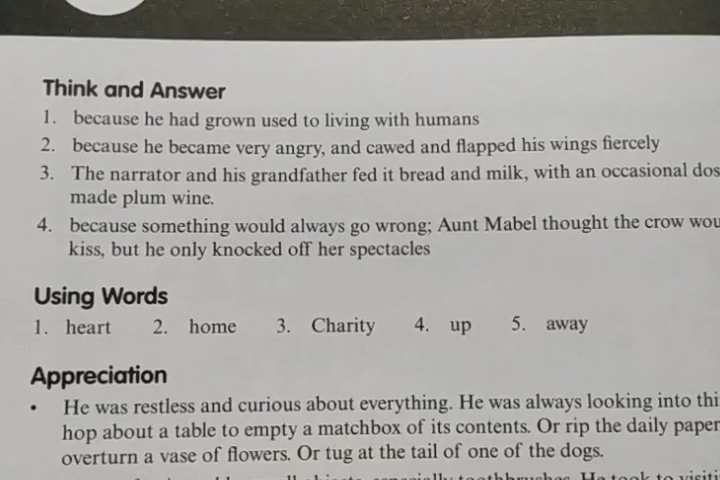 Think and Answer
1. because he had grown used to living with humans
2. because he became very angry, and cawed and flapped his wings fiercely
3. The narrator and his grandfather fed it bread and milk, with an occasional
made plum wine.
4. because something would always go wrong; Aunt Mabel thought the crow
kiss, but he only knocked off her spectacles
Using Words
1. heart 2. home 3. Charity 4. up 5. away
Appreciation
• He was restless and curious about everything. He was always looking into
hop about a table to empty a matchbox of its contents. Or rip the daily paper
overturn a vase of flowers. Or tug at the tail of one of the dogs.